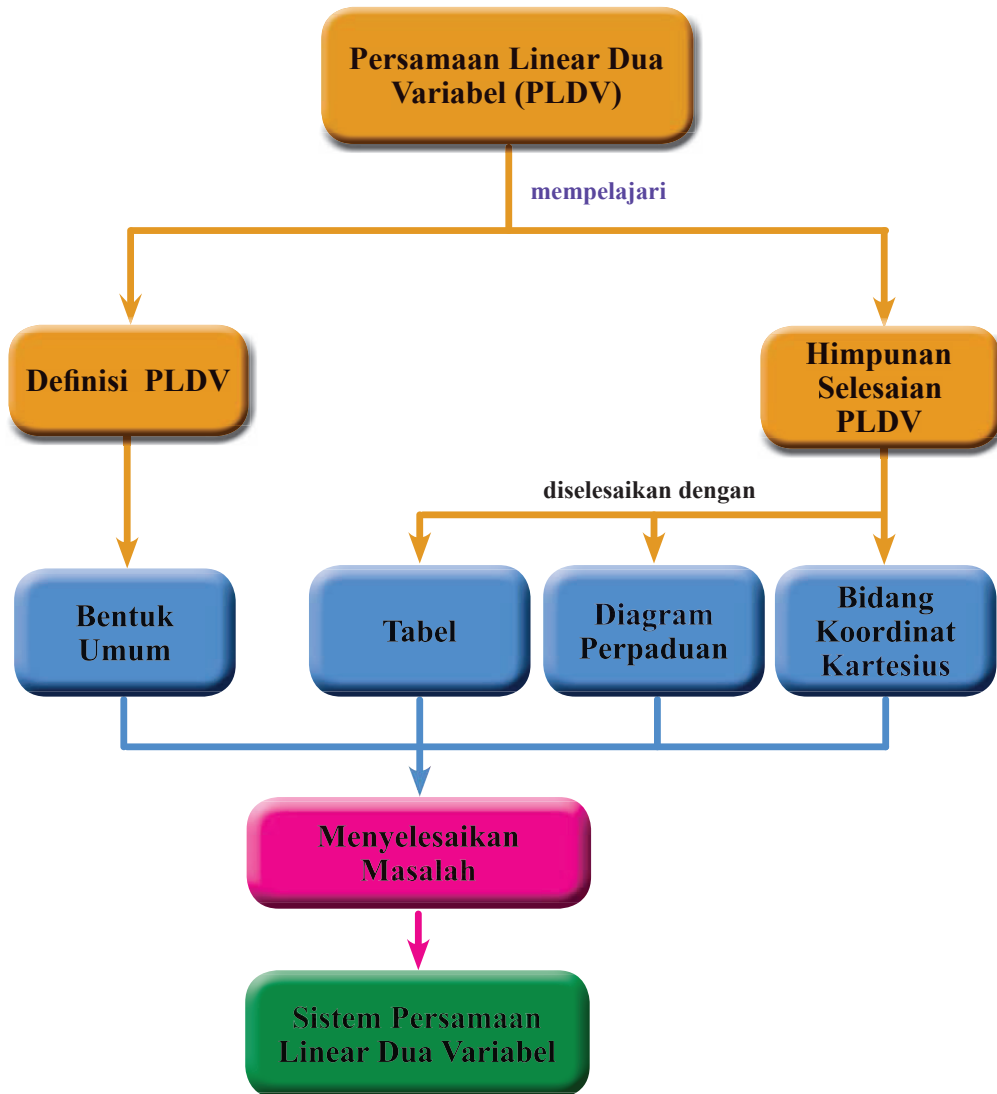 Persamaan Linear Dua
Variabel (PLDV)
mempelajari
Definisi PLDV
Himpunan
Selesaian
PLDV
diselesaikan dengan
Bentuk
Umum
Tabel
Diagram
Perpaduan
Bidang
Koordinat
Kartesius
Menyelesaikan
Masalah
Sistem Persamaan
Linear Dua Variabel